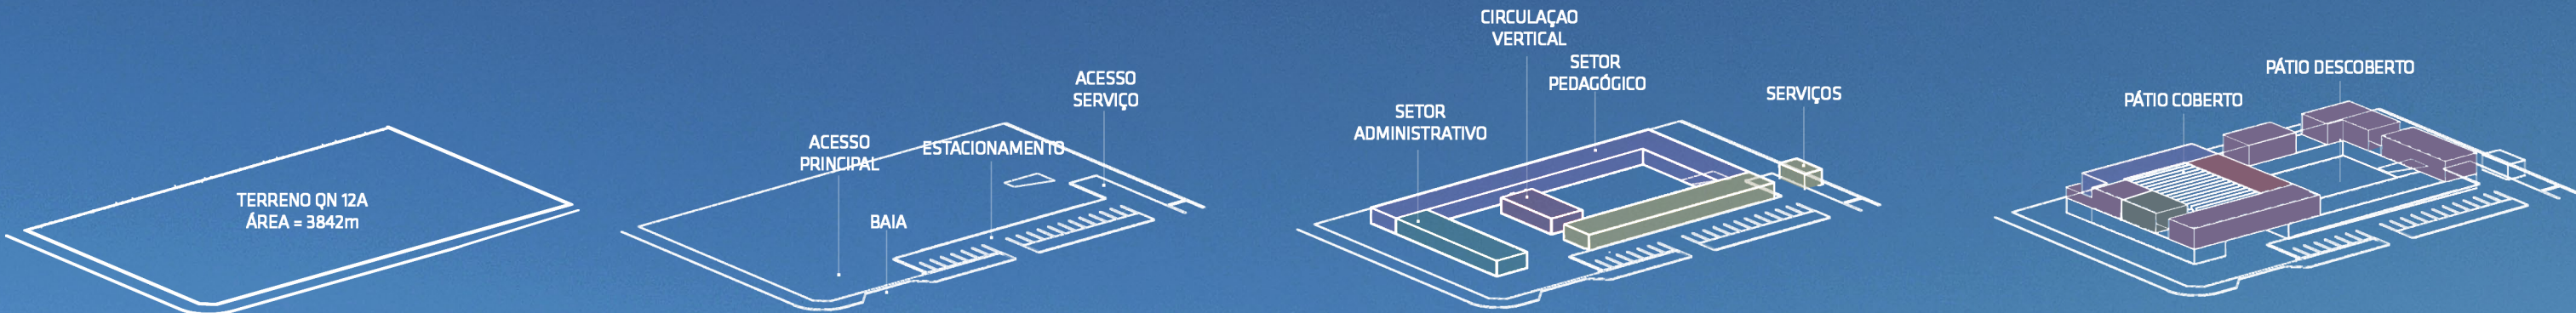 TERRENO QN 12A
ÁREA = 3842m
ACESSO
PRINCIPAL
BAIA
ESTACIONAMENTO
ACESSO
SERVIÇO
SETOR
ADMINISTRATIVO
CIRCULAÇAO
VERTICAL
SETOR
PEDAGÓGICO
SERVIÇOS
PÁTIO COBERTO
PÁTIO DESCOBERTO